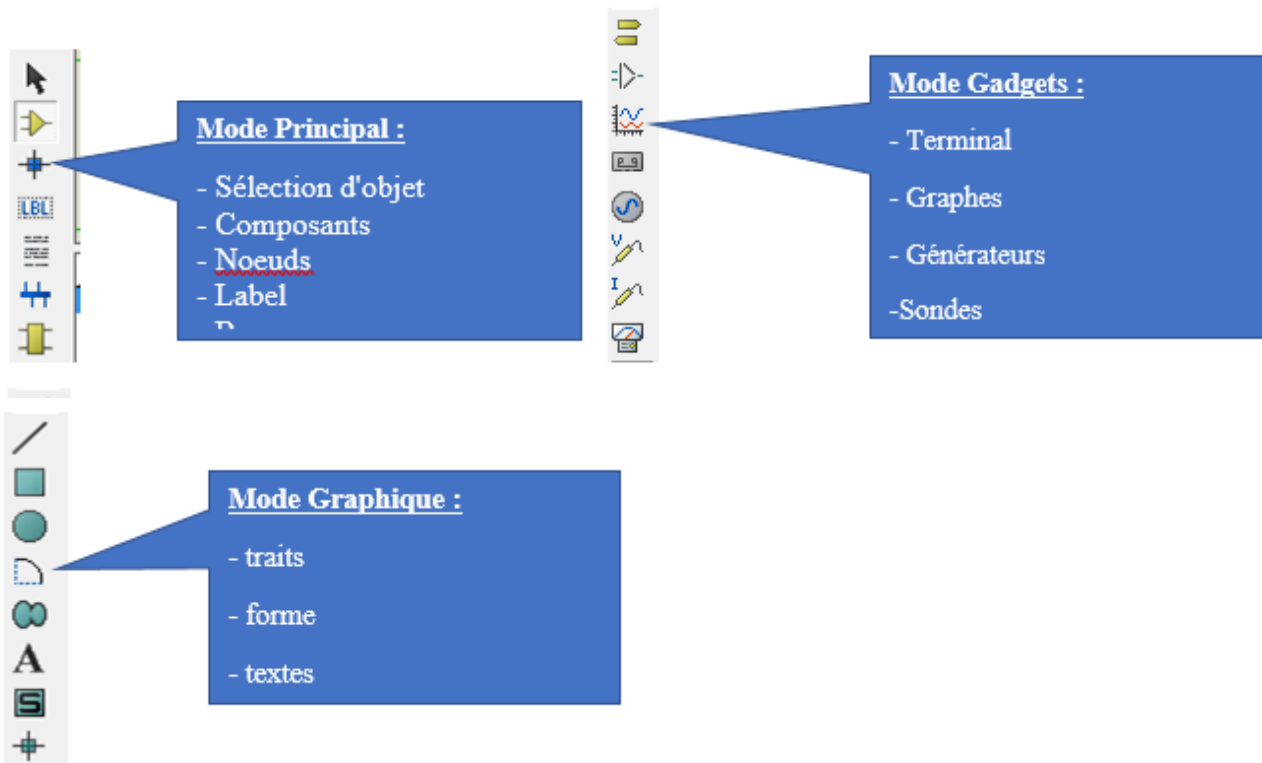 Mode Principal :
- Sélection d'objet
- Composants
- Noeuds
- Label
LBL
Mode Gadgets :
- Terminal
- Graphes
- Générateurs
-Sondes
V
I
Mode Graphique :
- traits
- forme
- textes
A
S